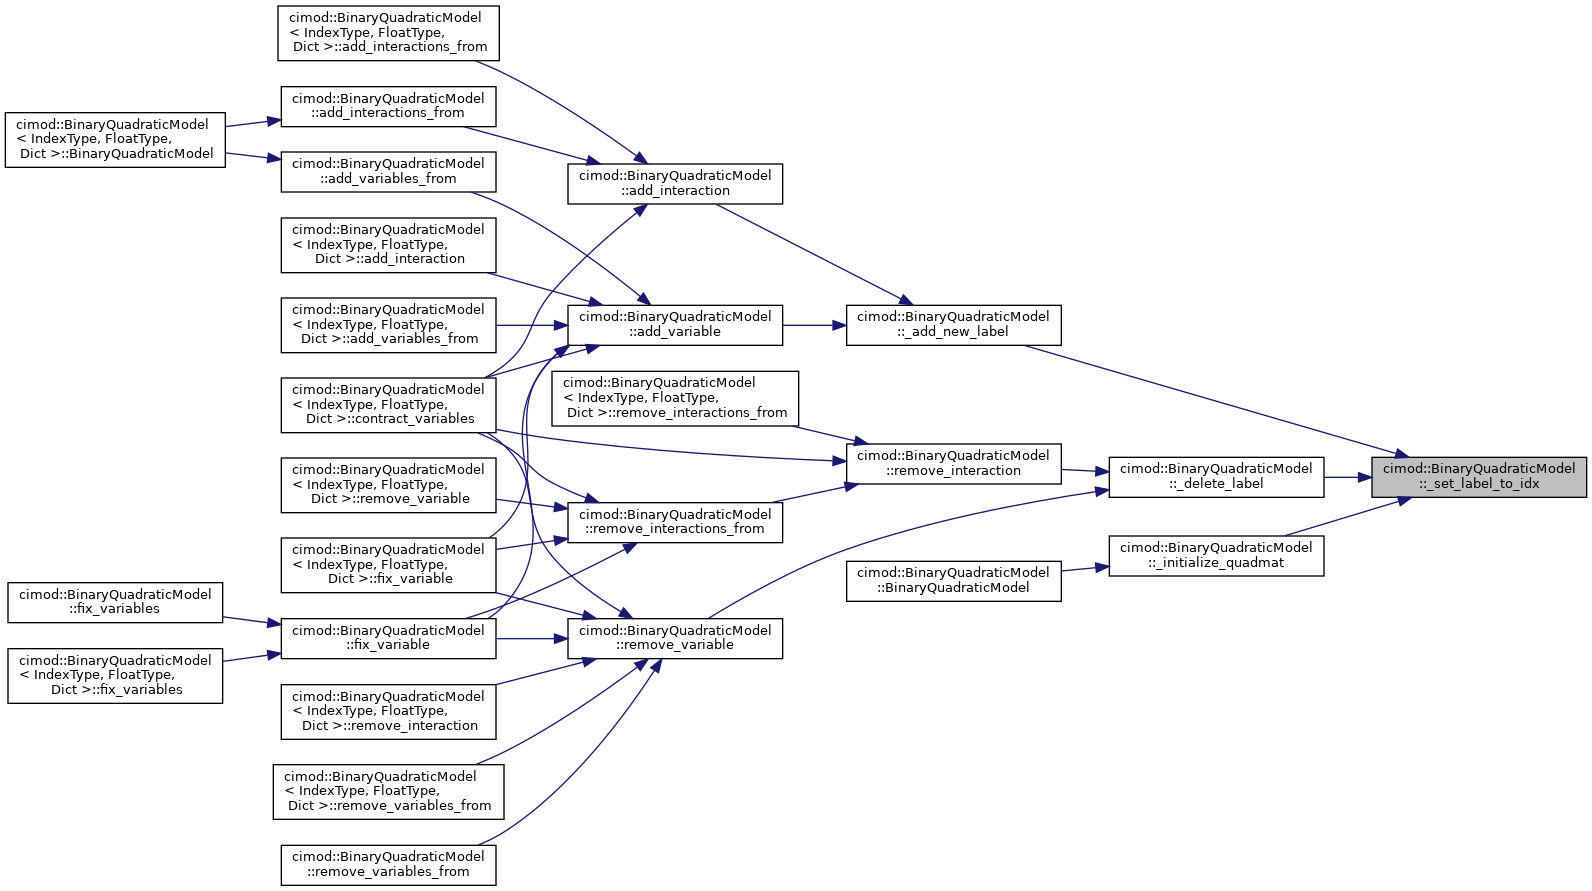 cimod::BinaryQuadraticModel
< IndexType, FloatType,
Dict >::add_interactions_from
cimod::BinaryQuadraticModel
::add_interactions_from
cimod::BinaryQuadraticModel
< IndexType, FloatType,
Dict >::BinaryQuadraticModel
cimod::BinaryQuadraticModel
::add_variables_from
cimod::BinaryQuadraticModel
::add_interaction
cimod::BinaryQuadraticModel
< IndexType, FloatType,
Dict >::add_interaction
cimod::BinaryQuadraticModel
< IndexType, FloatType,
Dict >::add_variables_from
cimod::BinaryQuadraticModel
::add_variable
cimod::BinaryQuadraticModel
::_add_new_label
cimod::BinaryQuadraticModel
< IndexType, FloatType,
Dict >::contract_variables
cimod::BinaryQuadraticModel
< IndexType, FloatType,
Dict >::remove_interactions_from
cimod::BinaryQuadraticModel
::remove_interaction
cimod::BinaryQuadraticModel
::_delete_label
cimod::BinaryQuadraticModel
::_set_label_to_idx
cimod::BinaryQuadraticModel
< IndexType, FloatType,
Dict >::remove_variable
cimod::BinaryQuadraticModel
::remove_interactions_from
cimod::BinaryQuadraticModel
< IndexType, FloatType,
Dict >::fix_variable
cimod::BinaryQuadraticModel
::_initialize_quadmat
cimod::BinaryQuadraticModel
::BinaryQuadraticModel
cimod::BinaryQuadraticModel
::fix_variables
cimod::BinaryQuadraticModel
::fix_variable
cimod::BinaryQuadraticModel
::remove_variable
cimod::BinaryQuadraticModel
< IndexType, FloatType,
Dict >::fix_variables
cimod::BinaryQuadraticModel
< IndexType, FloatType,
Dict >::remove_interaction
cimod::BinaryQuadraticModel
< IndexType, FloatType,
Dict >::remove_variables_from
cimod::BinaryQuadraticModel
::remove_variables_from